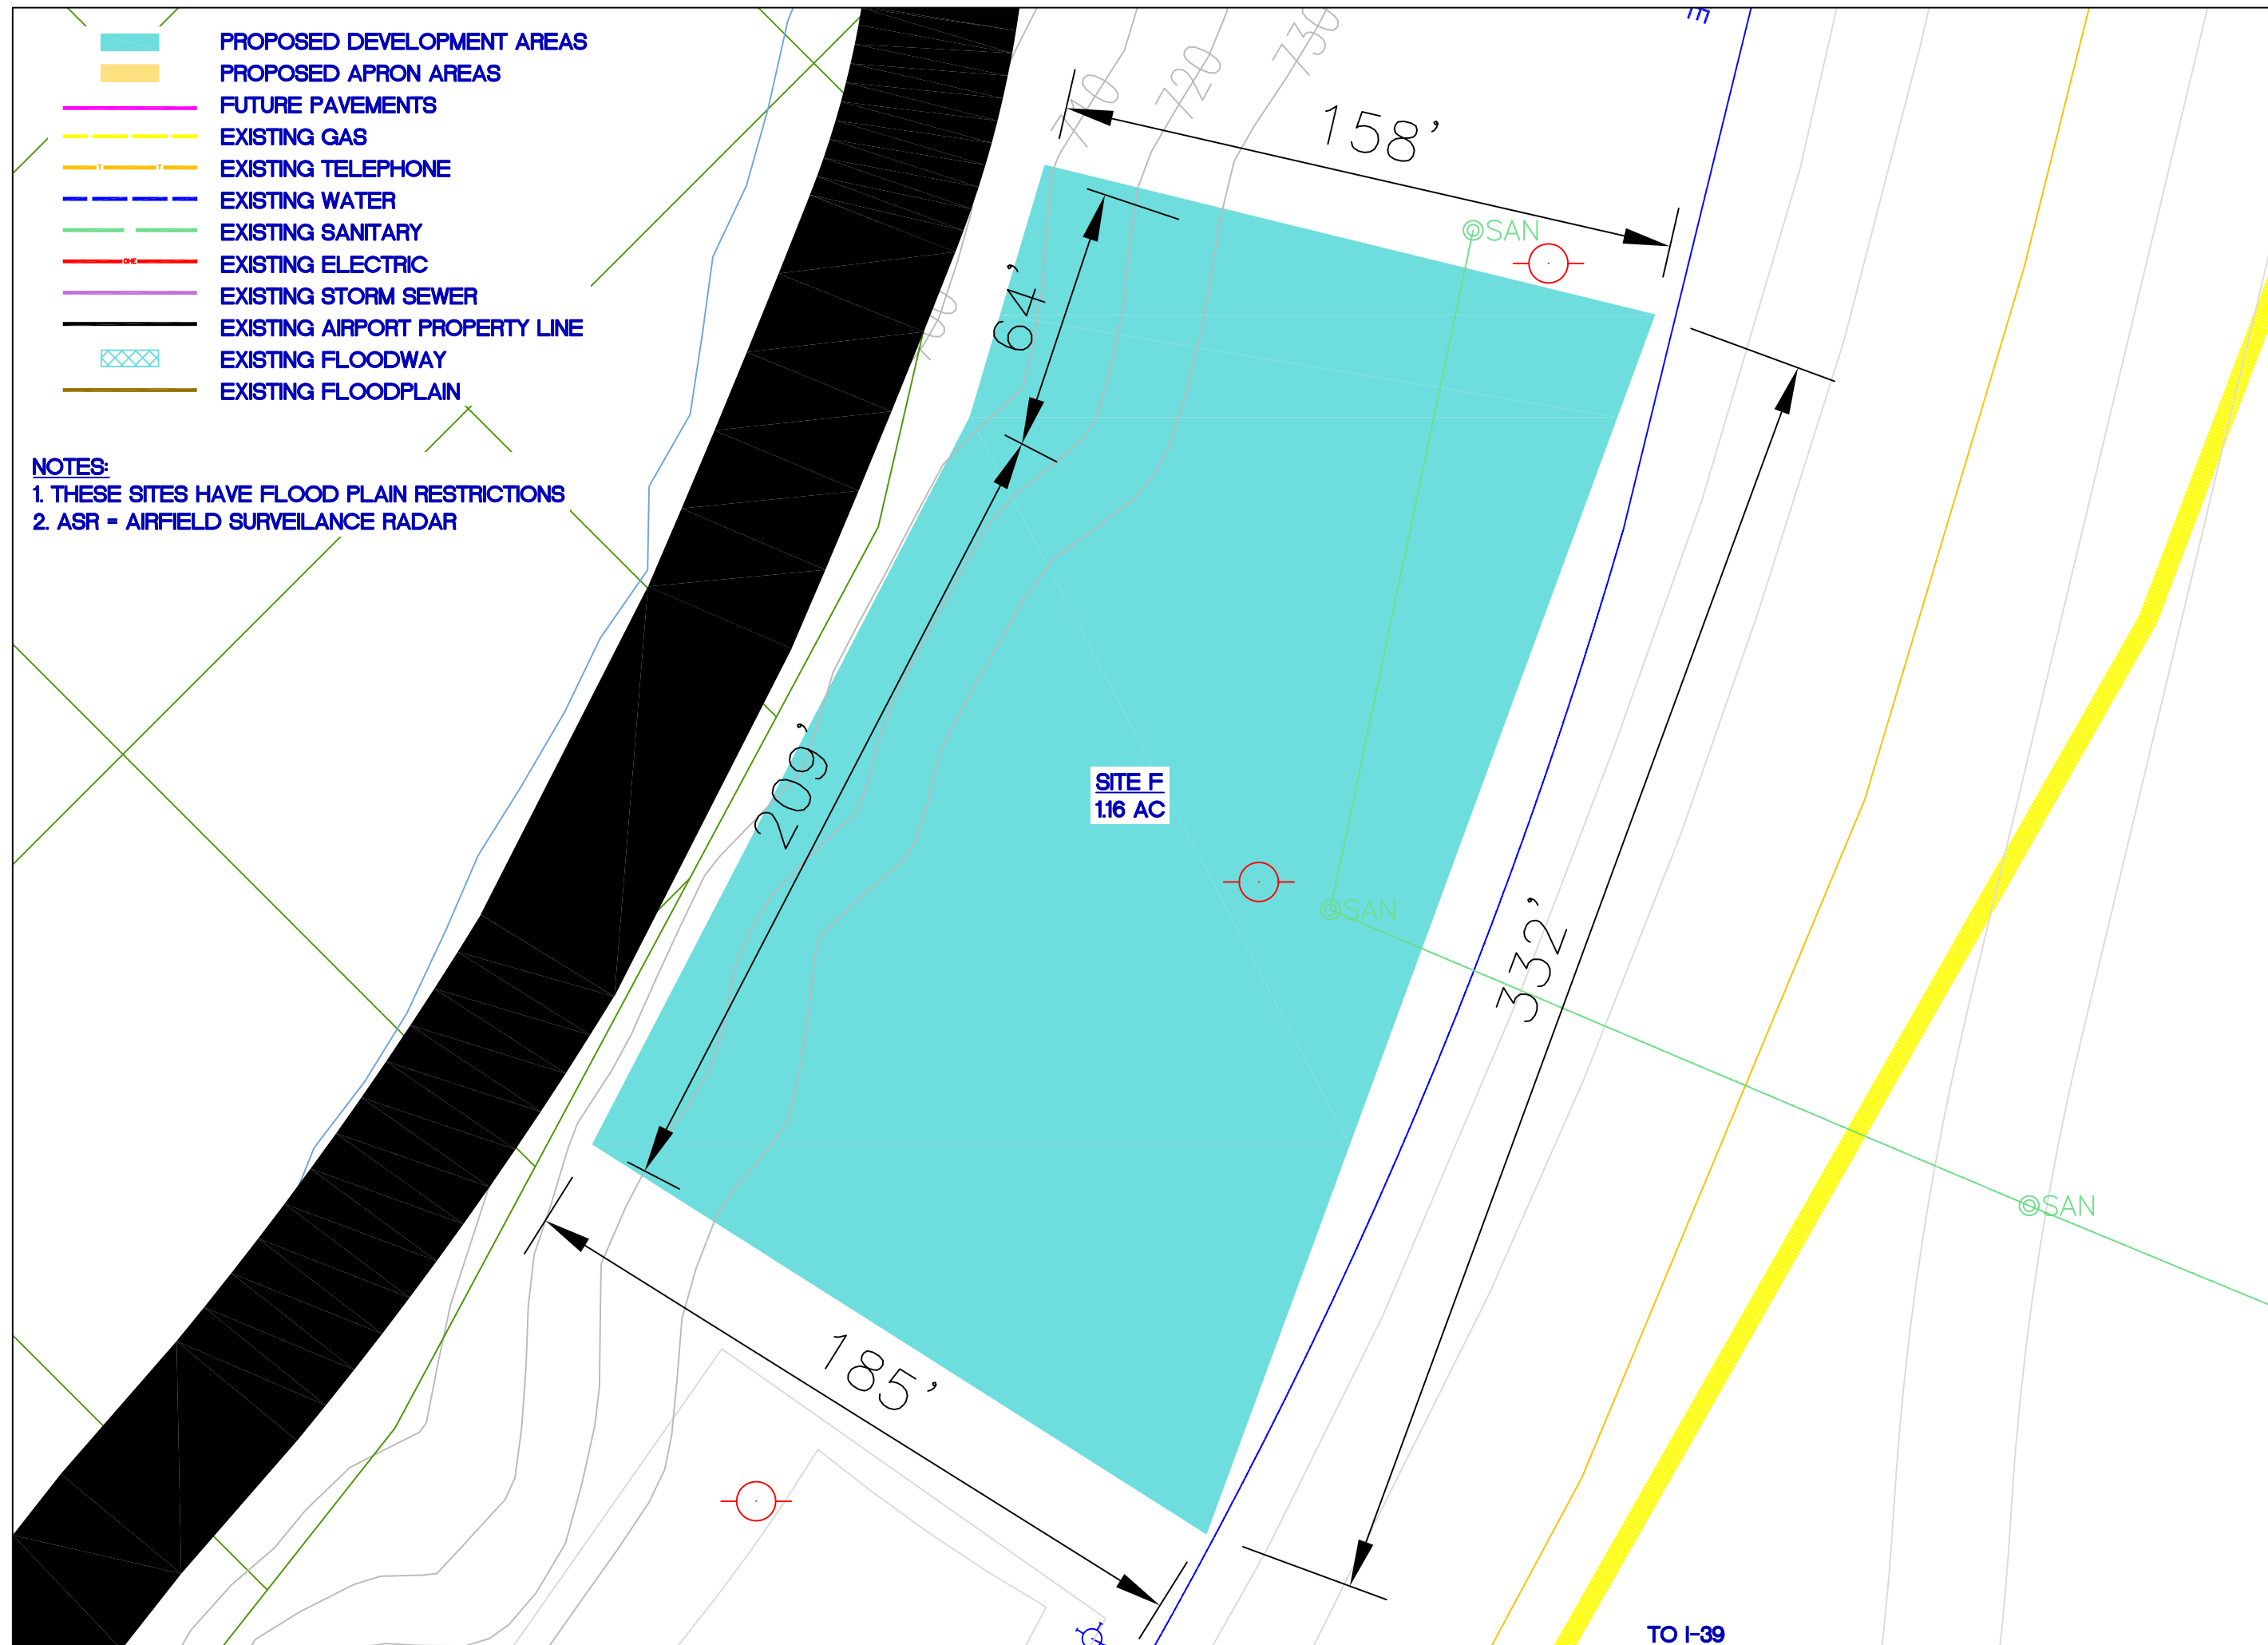 PROPOSED DEVELOPMENT AREAS
PROPOSED APRON AREAS
FUTURE PAVEMENTS
EXISTING GAS
T T EXISTING TELEPHONE
EXISTING WATER
EXISTING SANITARY
OHE EXISTING ELECTRIC
EXISTING STORM SEWER
EXISTING AIRPORT PROPERTY LINE
EXISTING FLOODWAY
EXISTING FLOODPLAIN
NOTES:
1. THESE SITES HAVE FLOOD PLAIN RESTRICTIONS
2. ASR = AIRFIELD SURVEILANCE RADAR
710
720
730
158'
SAN
64'
209'
SITE F
1.16 AC
SAN
332'
SAN
185'
TO I-39
E